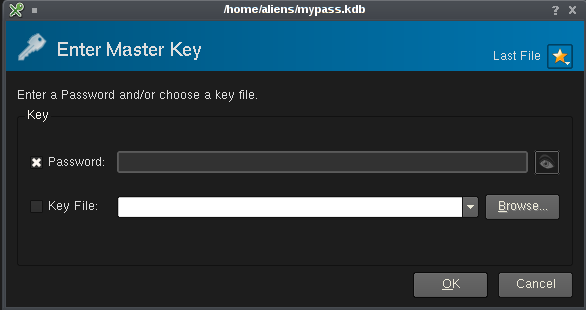 /home/aliens/mypass.kdb
Enter Master Key
Last File
Enter a Password and/or choose a key file.
Key
Password:
Key File:
Browse...
OK
Cancel